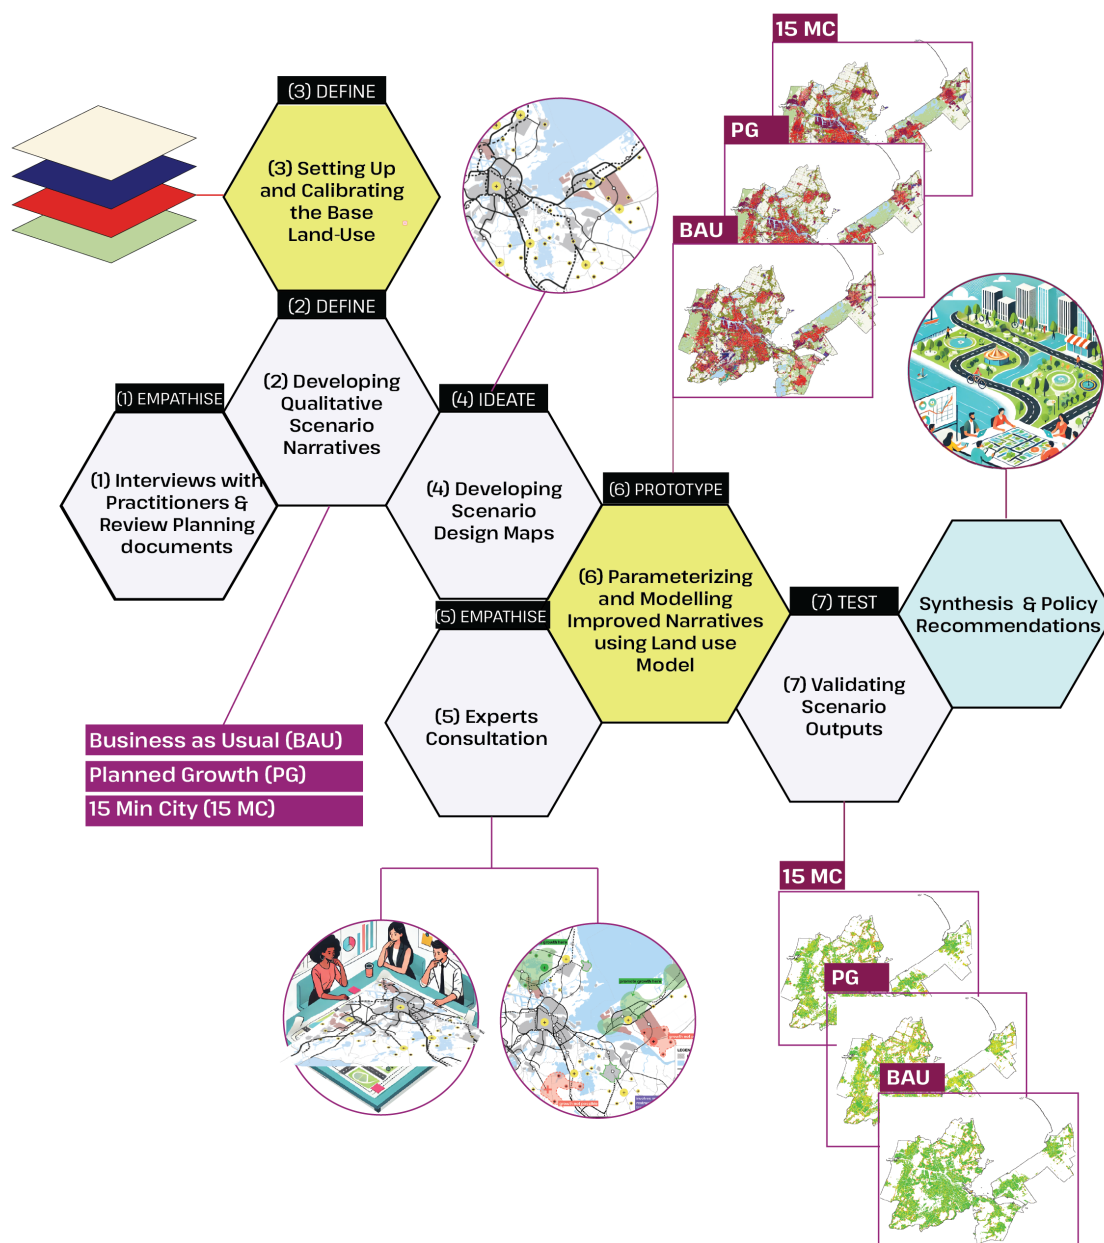 15 MC
PG
BAU
(3) DEFINE
(3) Setting Up
and Calibrating
the Base
Land-Use
(2) DEFINE
(2) Developing
Qualitative
Scenario
Narratives
(1) EMPATHISE
(1) Interviews with
Practitioners &
Review Planning
documents
(4) IDEATE
(4) Developing
Scenario
Design Maps
(5) EMPATHISE
(5) Experts
Consultation
(6) PROTOTYPE
(6) Parameterizing
and Modelling
Improved Narratives
using Land use
Model
(7) TEST
(7) Validating
Scenario
Outputs
Synthesis & Policy
Recommendations
Business as Usual (BAU)
Planned Growth (PG)
15 Min City (15 MC)
15 MC
PG
BAU